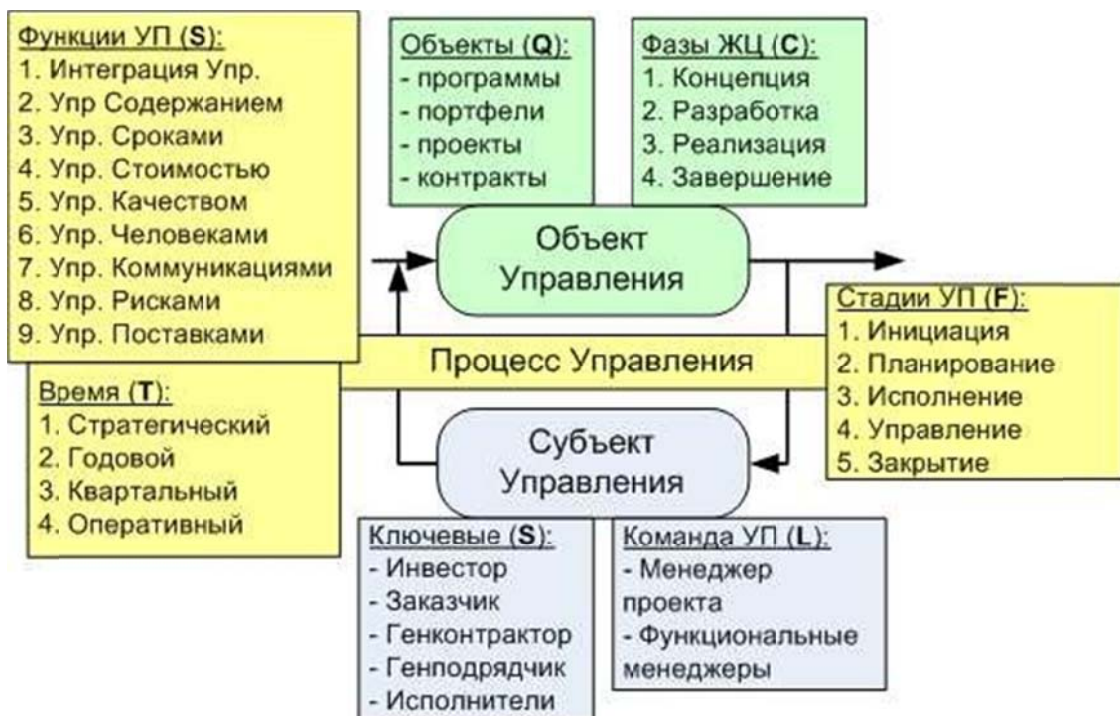 Функции УП (S):
1. Интеграция Упр.
2. Упр Содержанием
3. Упр. Сроками
4. Упр. Стоимостью
5. Упр. Качеством
6. Упр. Человеками
7. Упр. Коммуникациями
8. Упр. Рисками
9. Упр. Поставками
Объекты (Q):
- программы
- портфели
- проекты
- контракты
Фазы ЖЦ (C):
1. Концепция
2. Разработка
3. Реализация
4. Завершение
Объект
Управления
Процесс Управления
Стадии УП (F):
1. Инициация
2. Планирование
3. Исполнение
4. Управление
5. Закрытие
Время (T):
1. Стратегический
2. Годовой
3. Квартальный
4. Оперативный
Субъект
Управления
Ключевые (S):
- Инвестор
- Заказчик
- Генконтрактор
- Генподрядчик
- Исполнители
Команда УП (L):
- Менеджер
проекта
- Функциональные
менеджеры